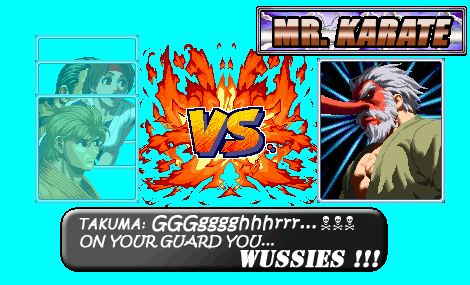 MR. KARATE
VS
TAKUMA: GGGgggghhhrrr... ☠☠☠
ON YOUR GUARD YOU...
WUSSIES !!!